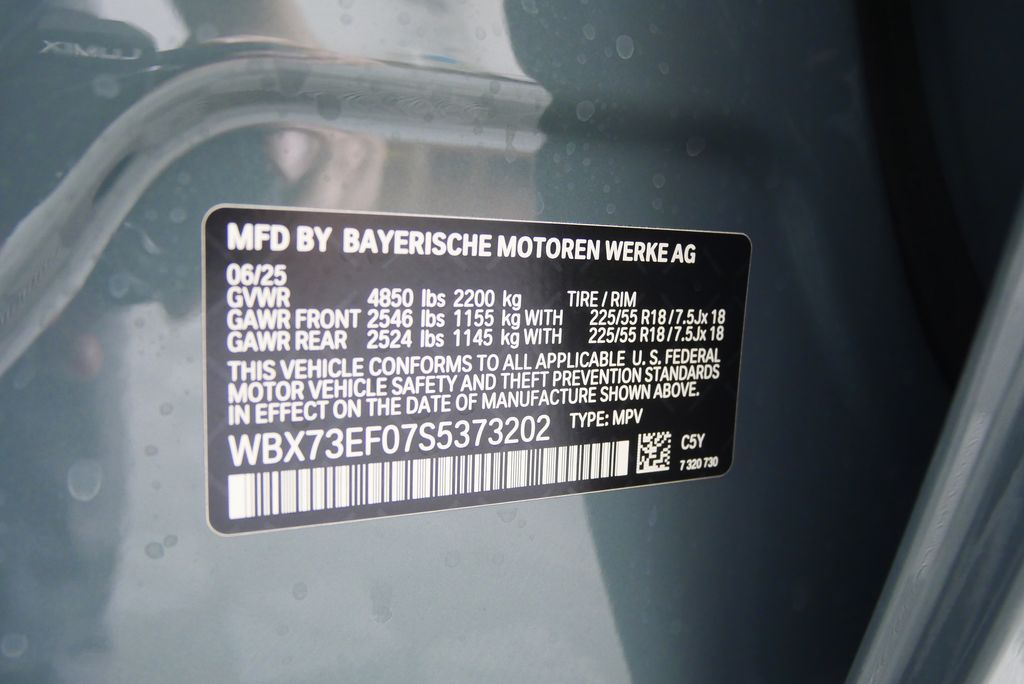 MFD BY BAYERISCHE MOTOREN WERKE AG
06/25
GVWR 4850 lbs 2200 kg TIRE / RIM
GAWR FRONT 2546 lbs 1155 kg WITH 225/55 R18 / 7.5Jx 18
GAWR REAR 2524 lbs 1145 kg WITH 225/55 R18 / 7.5Jx 18
THIS VEHICLE CONFORMS TO ALL APPLICABLE U. S. FEDERAL
MOTOR VEHICLE SAFETY AND THEFT PREVENTION STANDARDS
IN EFFECT ON THE DATE OF MANUFACTURE SHOWN ABOVE.
WBX73EF07S5373202 TYPE: MPV
C5Y
7 320 730